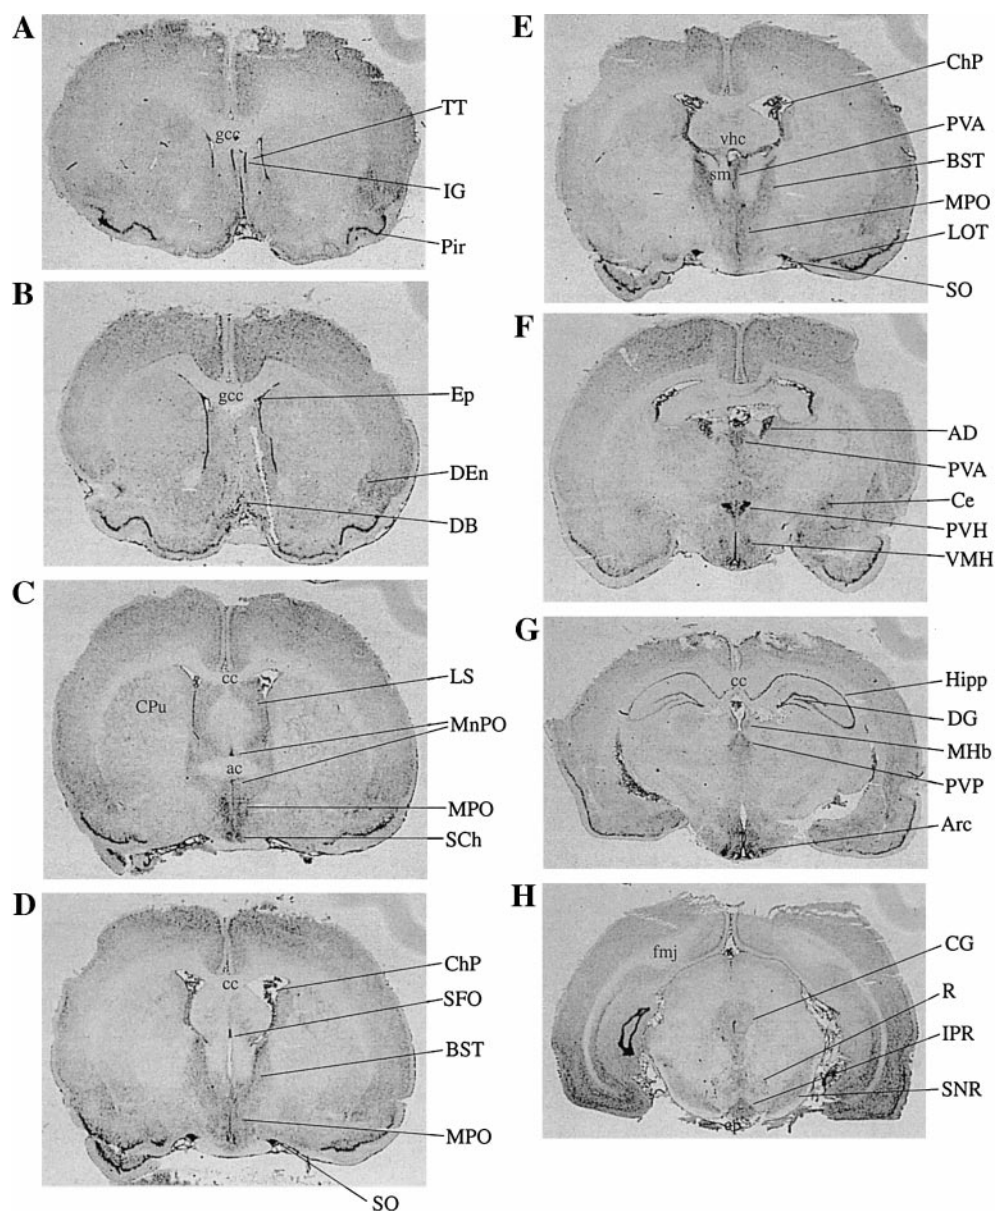 A
gcc
TT
IG
Pir
B
gcc
Ep
DEn
DB
C
CPu
cc
ac
LS
MnPO
MPO
SCh
D
cc
ChP
SFO
BST
MPO
SO
E
vhc
sm
ChP
PVA
BST
MPO
LOT
SO
F
AD
PVA
Ce
PVH
VMH
G
cc
Hipp
DG
MHb
PVP
Arc
H
fmj
CG
R
IPR
SNR